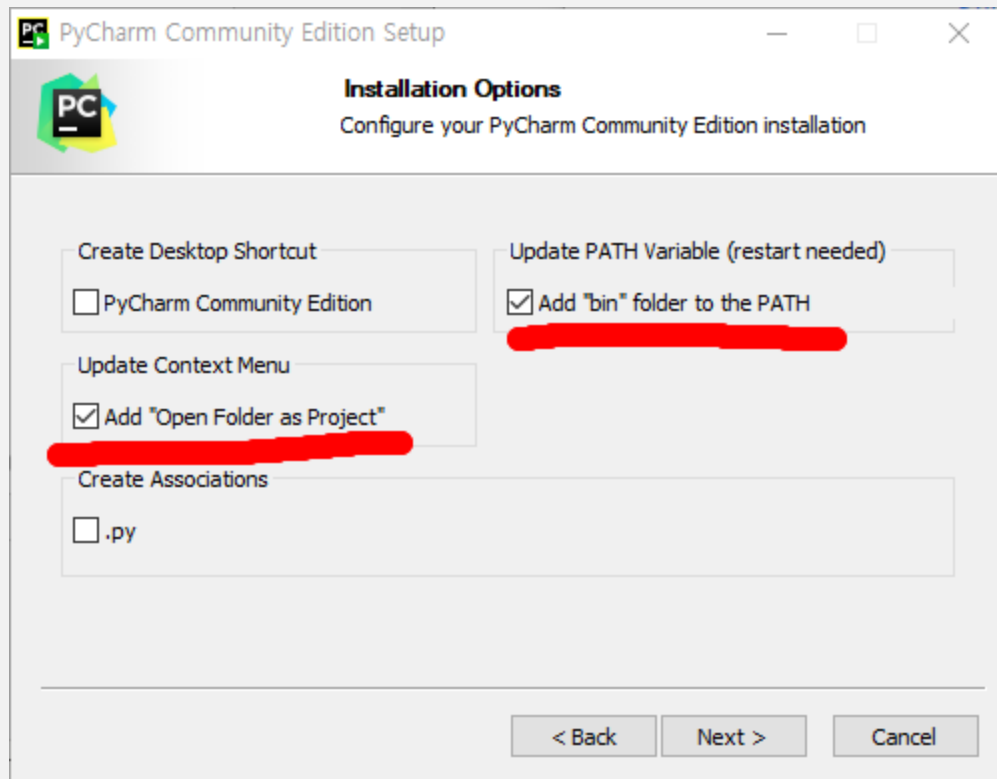 PyCharm Community Edition Setup
PC
Installation Options
Configure your PyCharm Community Edition installation
Create Desktop Shortcut
PyCharm Community Edition
Update PATH Variable (restart needed)
Add "bin" folder to the PATH
Update Context Menu
Add "Open Folder as Project"
Create Associations
.py
< Back
Next >
Cancel